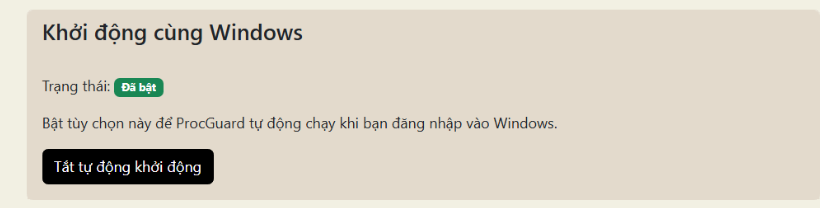 Khởi động cùng Windows
Trạng thái: Đã bật
Bật tùy chọn này để ProcGuard tự động chạy khi bạn đăng nhập vào Windows.
Tắt tự động khởi động